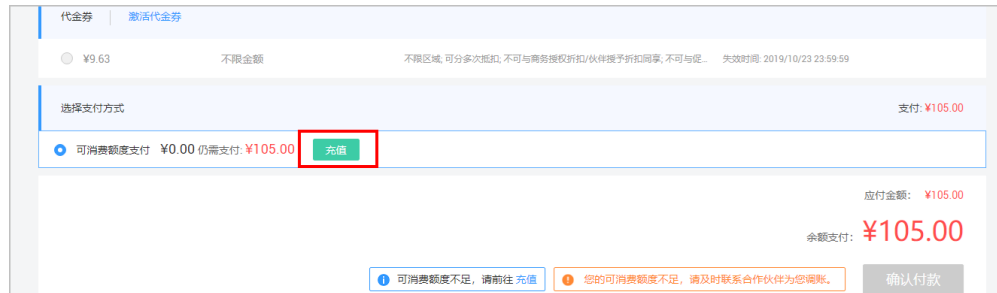 代金券 激活代金券
¥9.63 不限金额 不限区域; 可分多次抵扣; 不可与商务授权折扣/伙伴授予折扣同享; 不可与促... 失效时间: 2019/10/23 23:59:59
选择支付方式 支付: ¥105.00
可消费额度支付 ¥0.00 仍需支付: ¥105.00 充值
应付金额: ¥105.00
余额支付: ¥105.00
可消费额度不足，请前往 充值 您的可消费额度不足，请及时联系合作伙伴为您调账。 确认付款